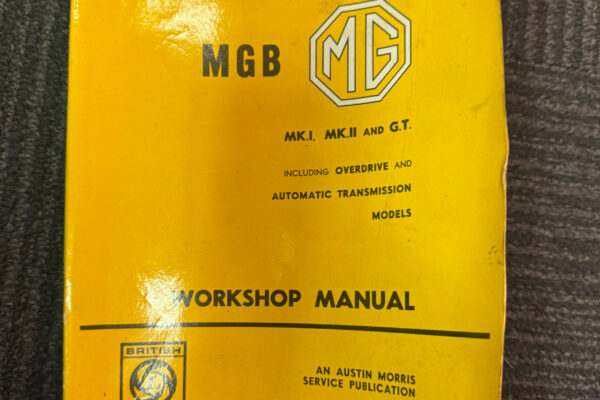 MGB MG
MK.I, MK.II AND G.T.
INCLUDING OVERDRIVE AND
AUTOMATIC TRANSMISSION
MODELS
WORKSHOP MANUAL
BRITISH
AN AUSTIN MORRIS
SERVICE PUBLICATION